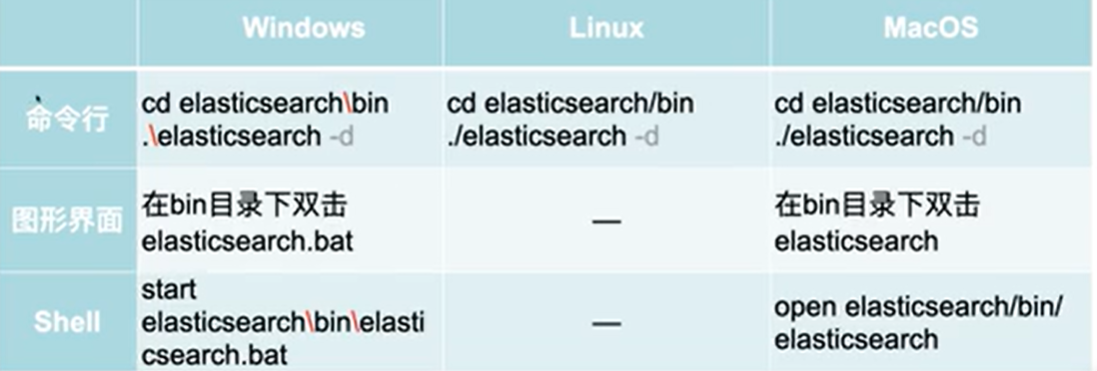 Windows Linux MacOS
命令行
cd elasticsearch\bin
.\elasticsearch -d
cd elasticsearch/bin
./elasticsearch -d
cd elasticsearch/bin
./elasticsearch -d
图形界面
在bin目录下双击
elasticsearch.bat
—
在bin目录下双击
elasticsearch
Shell
start
elasticsearch\bin\elasti
csearch.bat
—
open elasticsearch/bin/
elasticsearch